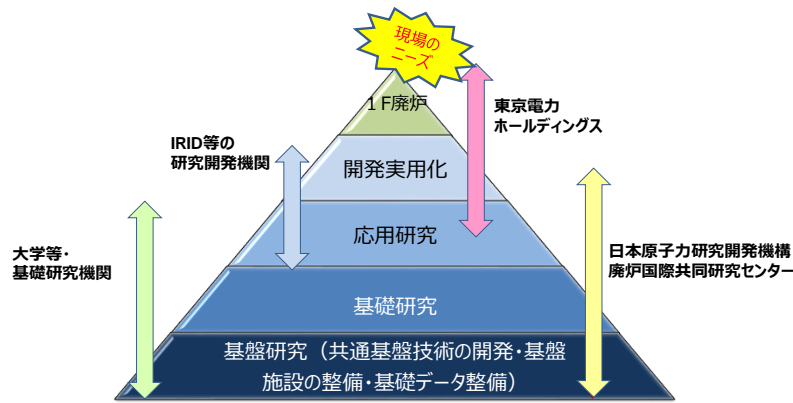 現場の
ニーズ
1F廃炉
東京電力
ホールディングス
IRID等の
研究開発機関
開発実用化
応用研究
大学等・
基礎研究機関
日本原子力研究開発機構
廃炉国際共同研究センター
基礎研究
基盤研究（共通基盤技術の開発・基盤
施設の整備・基礎データ整備）